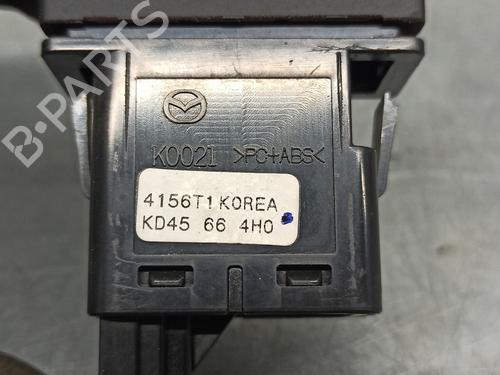 B-PARTS
K0021 >PC+ABS<
4156T1 KOREA
KD45 66 4H0